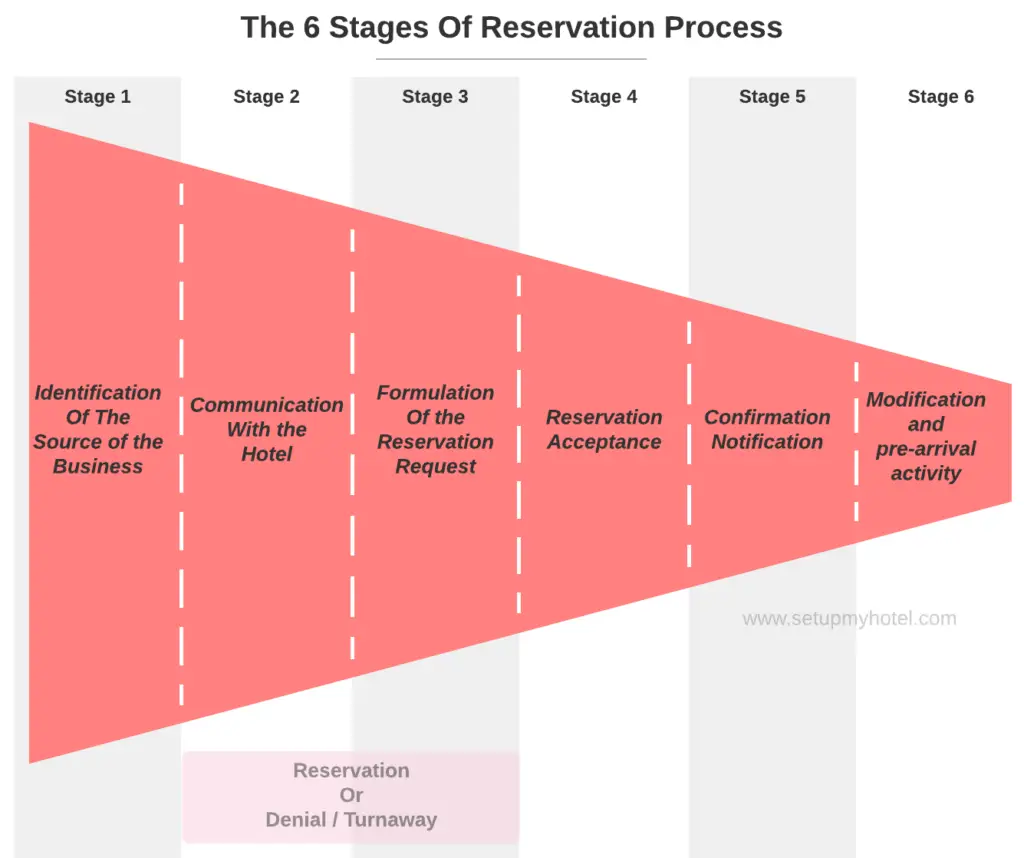 The 6 Stages Of Reservation Process
Stage 1
Stage 2
Stage 3
Stage 4
Stage 5
Stage 6
Identification
Of The
Source of the
Business
Communication
With the
Hotel
Formulation
Of the
Reservation
Request
Reservation
Acceptance
Confirmation
Notification
Modification
and
pre-arrival
activity
www.setupmyhotel.com
Reservation
Or
Denial / Turnaway